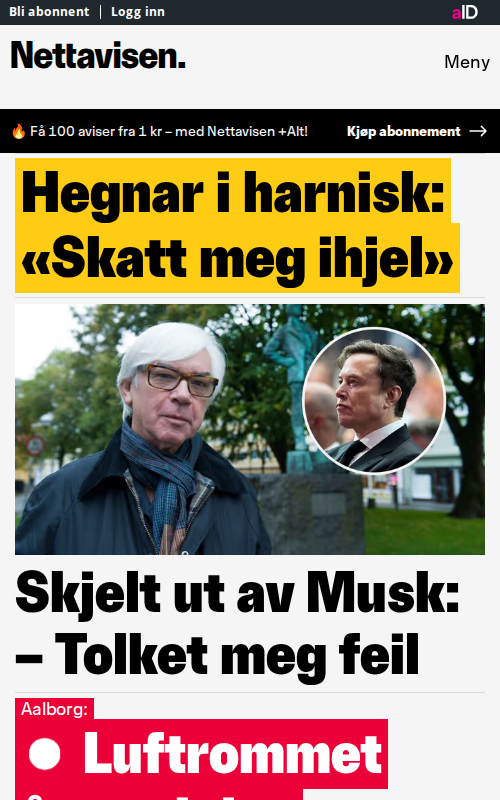 Bli abonnent
Logg inn
aID
Nettavisen.
Meny
🔥 Få 100 aviser fra 1 kr – med Nettavisen +Alt!
Kjøp abonnement →
Hegnar i harnisk:
«Skatt meg ihjel»
Skjelt ut av Musk:
– Tolket meg feil
Aalborg:
● Luftrommet